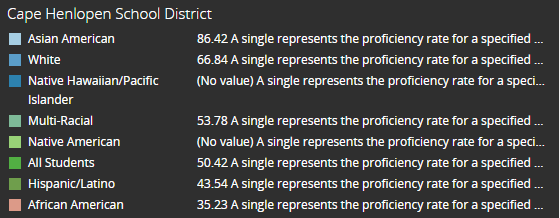 Cape Henlopen School District
Asian American 86.42 A single represents the proficiency rate for a specified ...
White 66.84 A single represents the proficiency rate for a specified ...
Native Hawaiian/Pacific (No value) A single represents the proficiency rate for a speci...
Islander
Multi-Racial 53.78 A single represents the proficiency rate for a specified ...
Native American (No value) A single represents the proficiency rate for a speci...
All Students 50.42 A single represents the proficiency rate for a specified ...
Hispanic/Latino 43.54 A single represents the proficiency rate for a specified ...
African American 35.23 A single represents the proficiency rate for a specified ...